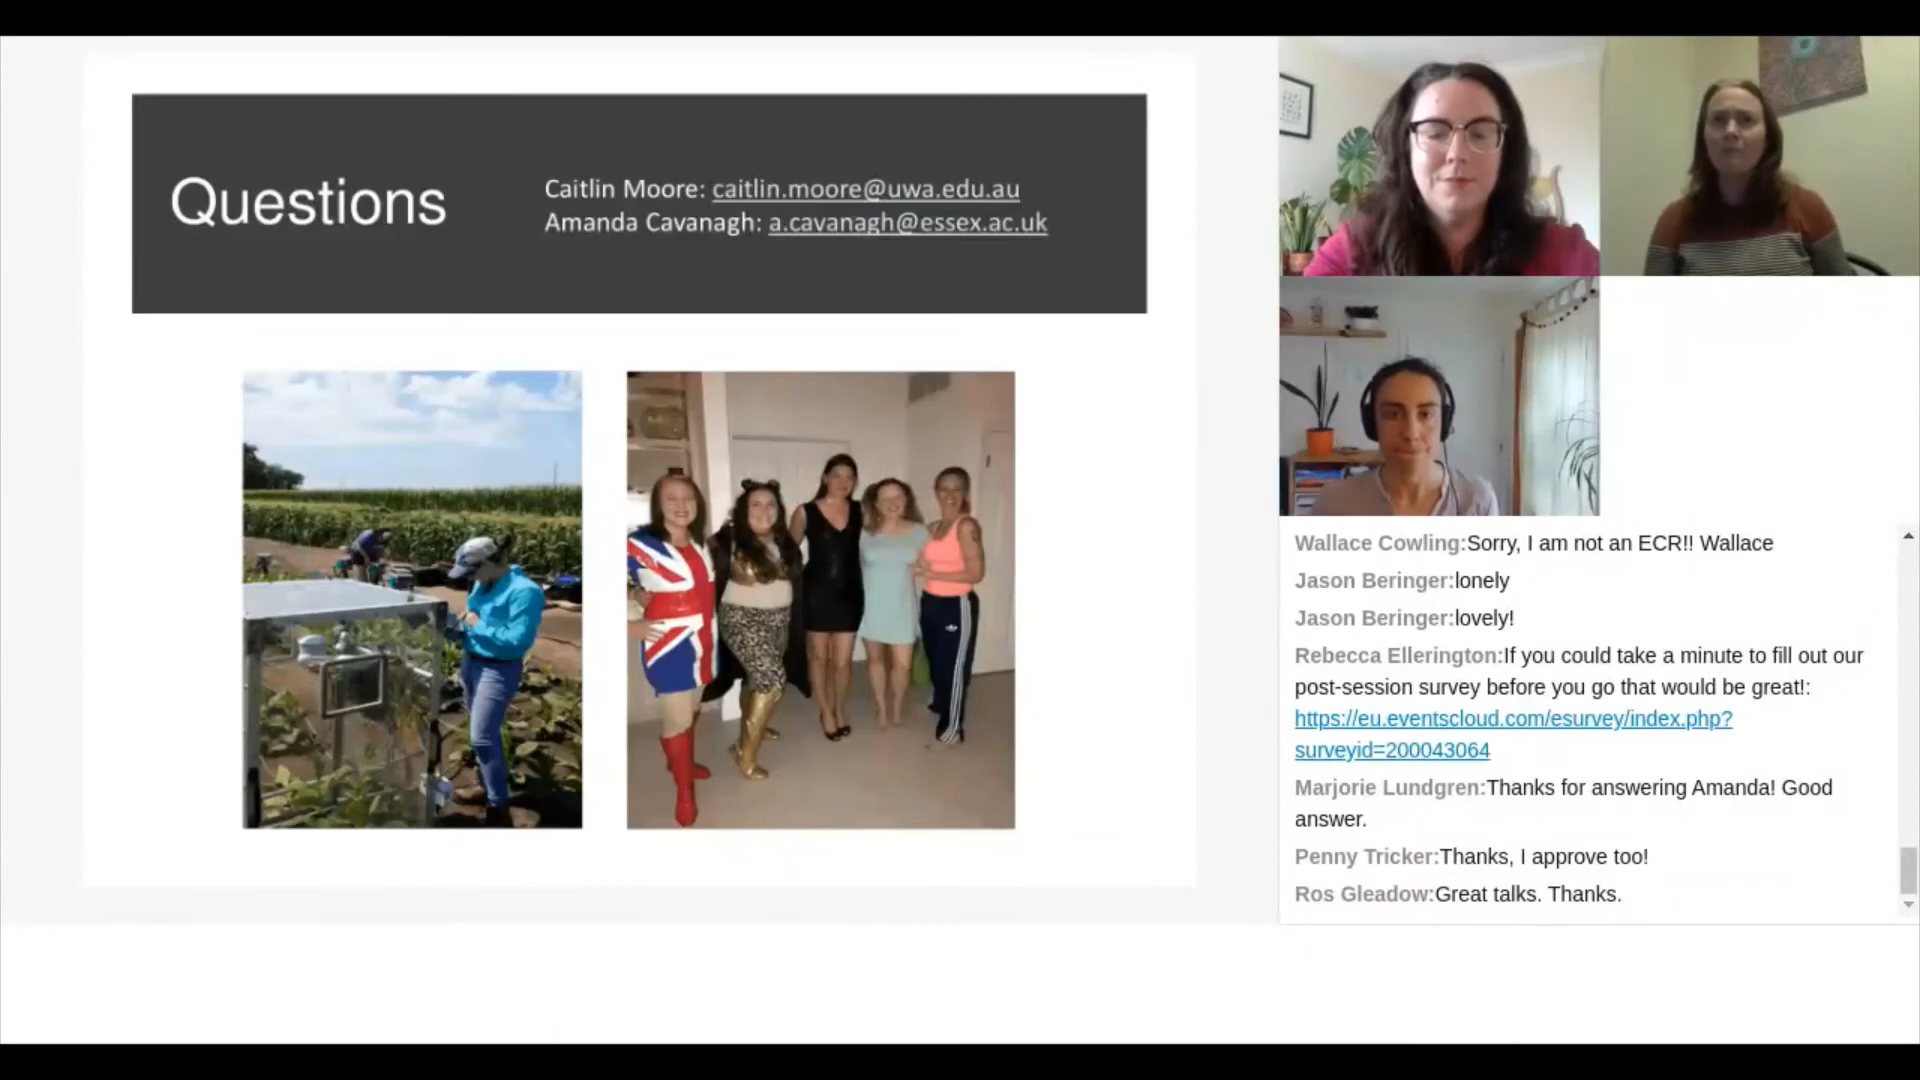 Questions
Caitlin Moore: caitlin.moore@uwa.edu.au
Amanda Cavanagh: a.cavanagh@essex.ac.uk
Wallace Cowling:Sorry, I am not an ECR!! Wallace
Jason Beringer:lonely
Jason Beringer:lovely!
Rebecca Ellerington:If you could take a minute to fill out our
post-session survey before you go that would be great!:
https://eu.eventscloud.com/esurvey/index.php?
surveyid=200043064
Marjorie Lundgren:Thanks for answering Amanda! Good
answer.
Penny Tricker:Thanks, I approve too!
Ros Gleadow:Great talks. Thanks.